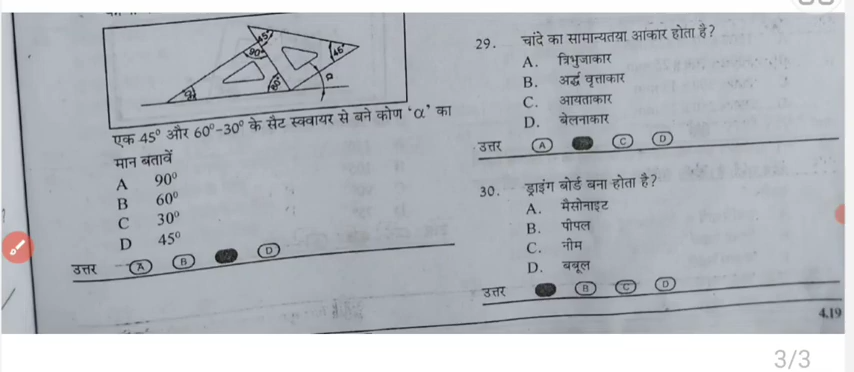 45°
90°
45°
60°
α
एक 45° और 60°-30° के सैट स्क्वायर से बने कोण 'α' का
मान बतावें
A 90°
B 60°
C 30°
D 45°
उत्तर A B D
29. चांदे का सामान्यतया आकार होता है?
A. त्रिभुजाकार
B. अर्द्ध वृत्ताकार
C. आयताकार
D. बेलनाकार
उत्तर A C D
30. ड्राइंग बोर्ड बना होता है?
A. मैसोनाइट
B. पीपल
C. नीम
D. बबूल
उत्तर B C D
4.19
3/3